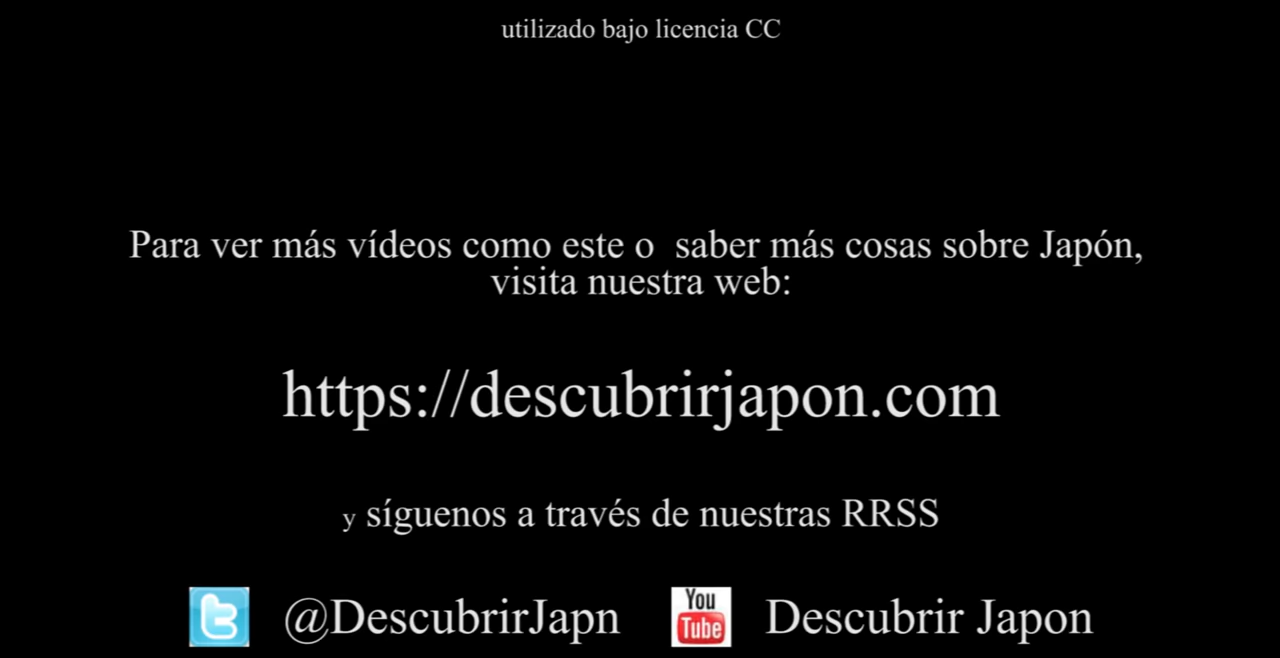 utilizado bajo licencia CC
Para ver más vídeos como este o  saber más cosas sobre Japón,
visita nuestra web:
https://descubrirjapon.com
y síguenos a través de nuestras RRSS
@DescubrirJapn You Tube Descubrir Japon